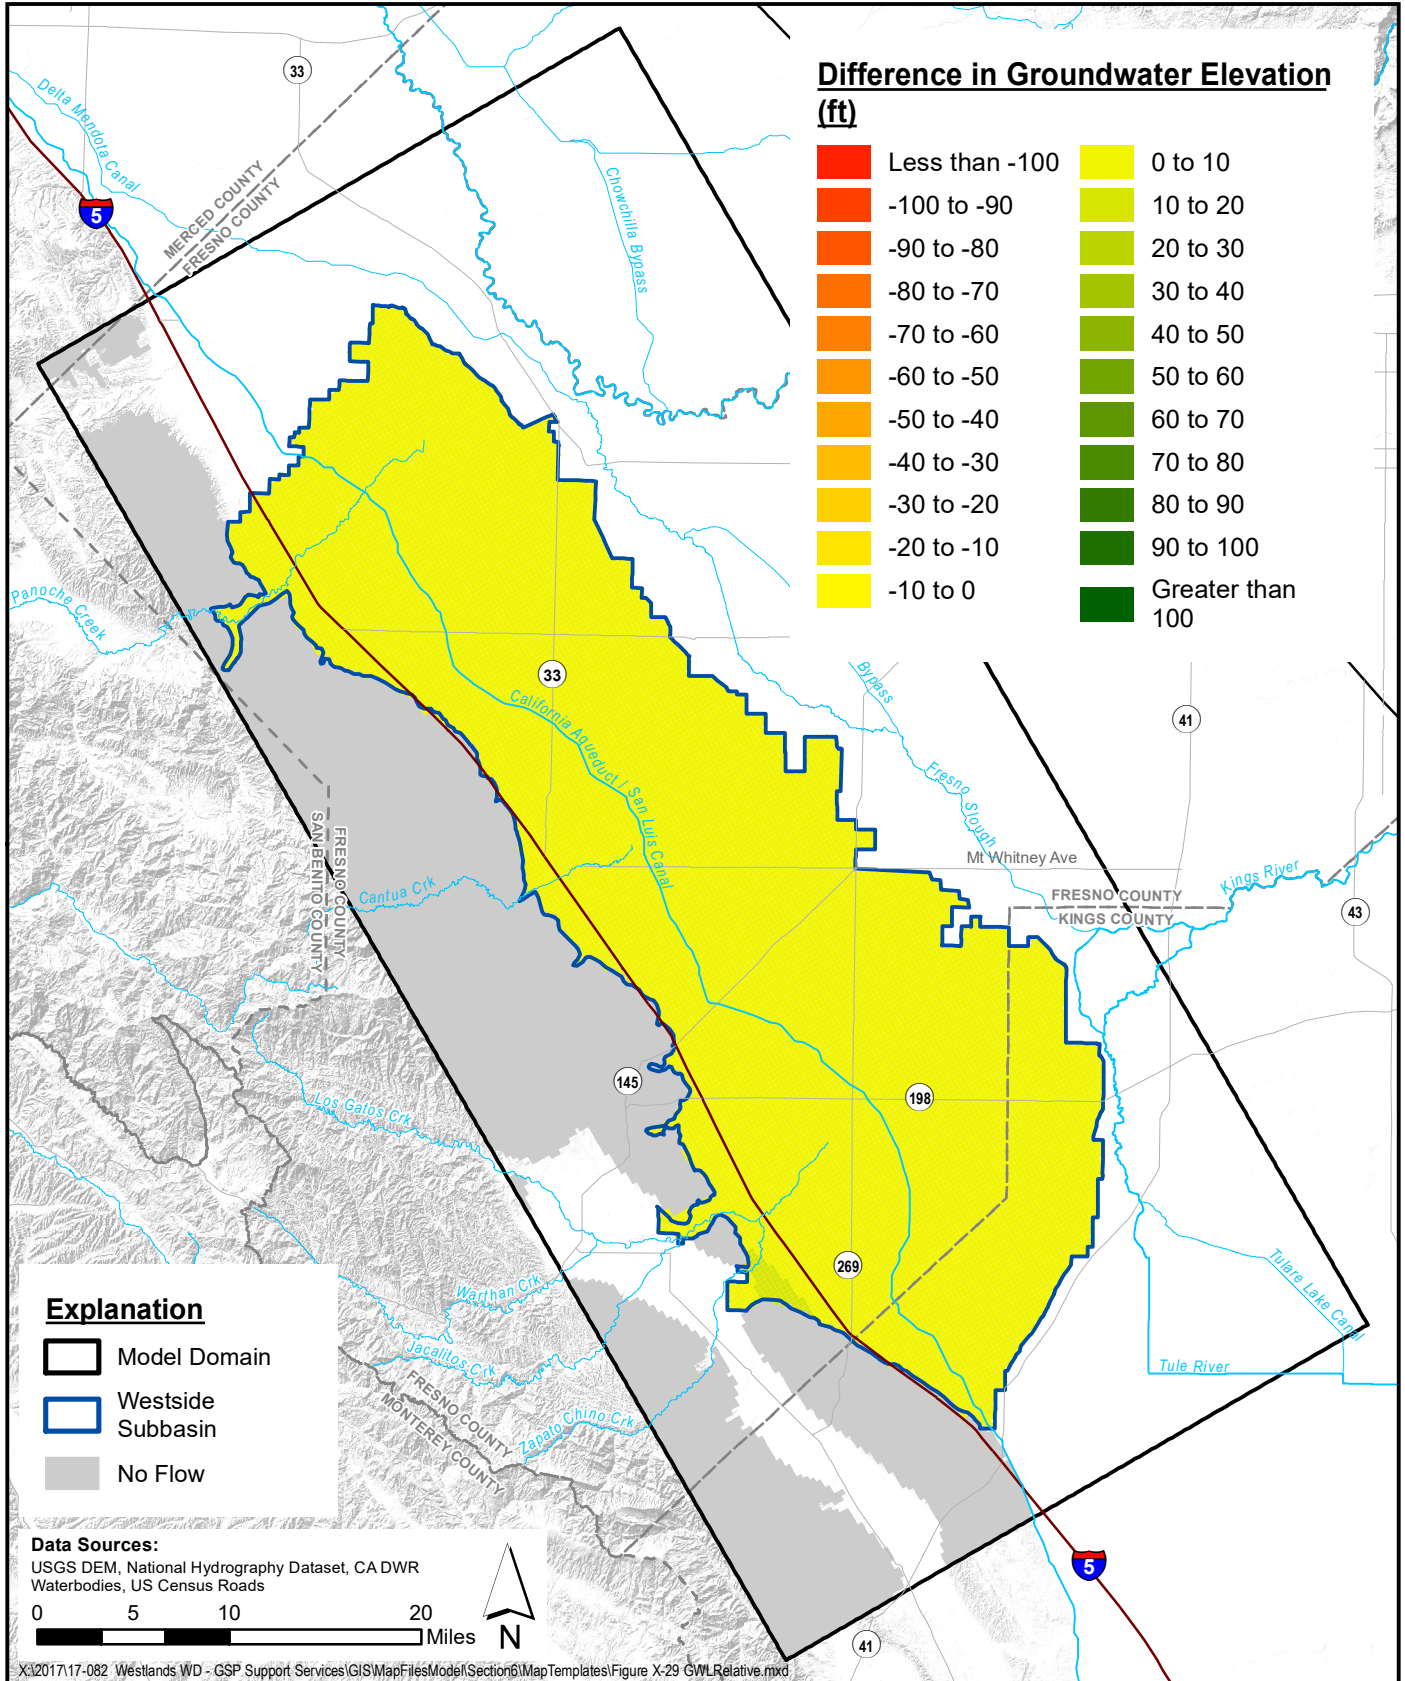 Difference in Groundwater Elevation
(ft)
Less than -100
-100 to -90
-90 to -80
-80 to -70
-70 to -60
-60 to -50
-50 to -40
-40 to -30
-30 to -20
-20 to -10
-10 to 0
0 to 10
10 to 20
20 to 30
30 to 40
40 to 50
50 to 60
60 to 70
70 to 80
80 to 90
90 to 100
Greater than
100
33
Delta Mendota Canal
5
MERCED COUNTY
FRESNO COUNTY
Chowchilla Bypass
Panoche Creek
33
California Aqueduct / San Luis Canal
Bypass
Fresno Slough
41
Mt Whitney Ave
Kings River
FRESNO COUNTY
KINGS COUNTY
43
FRESNO COUNTY
SAN BENITO COUNTY
Cantua Crk
145
198
Los Gatos Crk
269
Warthan Crk
Jacalitos Crk
Zapato Chino Crk
FRESNO COUNTY
MONTEREY COUNTY
Tulare Lake Canal
Tule River
5
41
Explanation
Model Domain
Westside
Subbasin
No Flow
Data Sources:
USGS DEM, National Hydrography Dataset, CA DWR
Waterbodies, US Census Roads
0 5 10 20
Miles
N
X:\2017\17-082 Westlands WD - GSP Support Services\GIS\MapFilesModel\Section6\MapTemplates\Figure X-29 GWLRelative.mxd